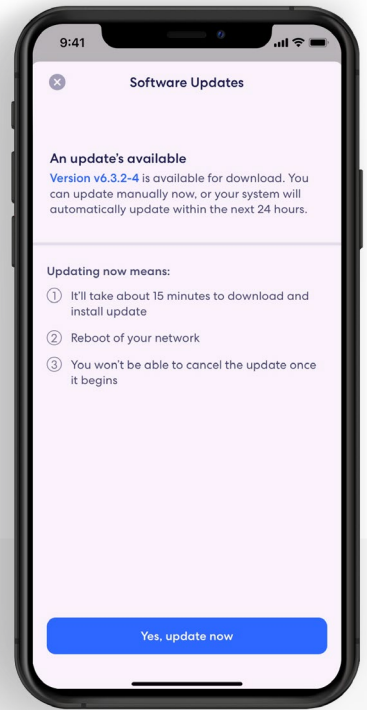 9:41
Software Updates
An update's available
Version v6.3.2-4 is available for download. You
can update manually now, or your system will
automatically update within the next 24 hours.
Updating now means:
1 It'll take about 15 minutes to download and
install update
2 Reboot of your network
3 You won't be able to cancel the update once
it begins
Yes, update now